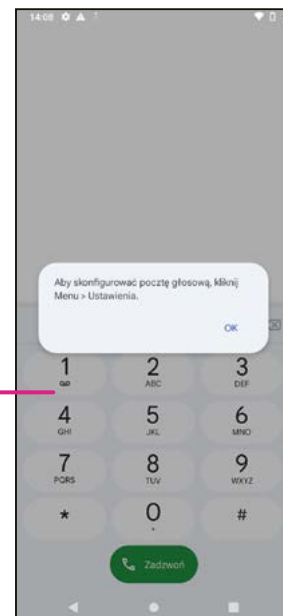 14:08
Aby skonfigurować pocztę głosową, kliknij
Menu > Ustawienia.
OK
1 2 3
ABC DEF
4 5 6
GHI JKL MNO
7 8 9
PQRS TUV WXYZ
* 0 #
+
Zadzwoń